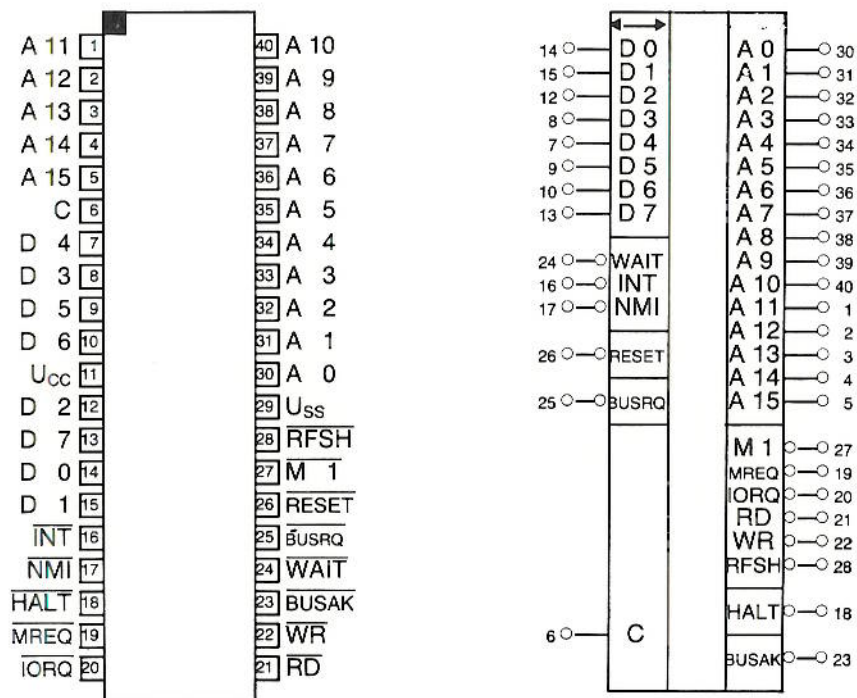 A 11 1 40 A 10
A 12 2 39 A 9
A 13 3 38 A 8
A 14 4 37 A 7
A 15 5 36 A 6
C 6 35 A 5
D 4 7 34 A 4
D 3 8 33 A 3
D 5 9 32 A 2
D 6 10 31 A 1
UCC 11 30 A 0
D 2 12 29 USS
D 7 13 28 RFSH
D 0 14 27 M 1
D 1 15 26 RESET
INT 16 25 BUSRQ
NMI 17 24 WAIT
HALT 18 23 BUSAK
MREQ 19 22 WR
IORQ 20 21 RD
14 D 0 A 0 30
15 D 1 A 1 31
12 D 2 A 2 32
8 D 3 A 3 33
7 D 4 A 4 34
9 D 5 A 5 35
10 D 6 A 6 36
13 D 7 A 7 37
A 8 38
24 WAIT A 9 39
16 INT A 10 40
17 NMI A 11 1
A 12 2
26 RESET A 13 3
A 14 4
25 BUSRQ A 15 5
M 1 27
MREQ 19
IORQ 20
RD 21
WR 22
RFSH 28
HALT 18
6 C
BUSAK 23